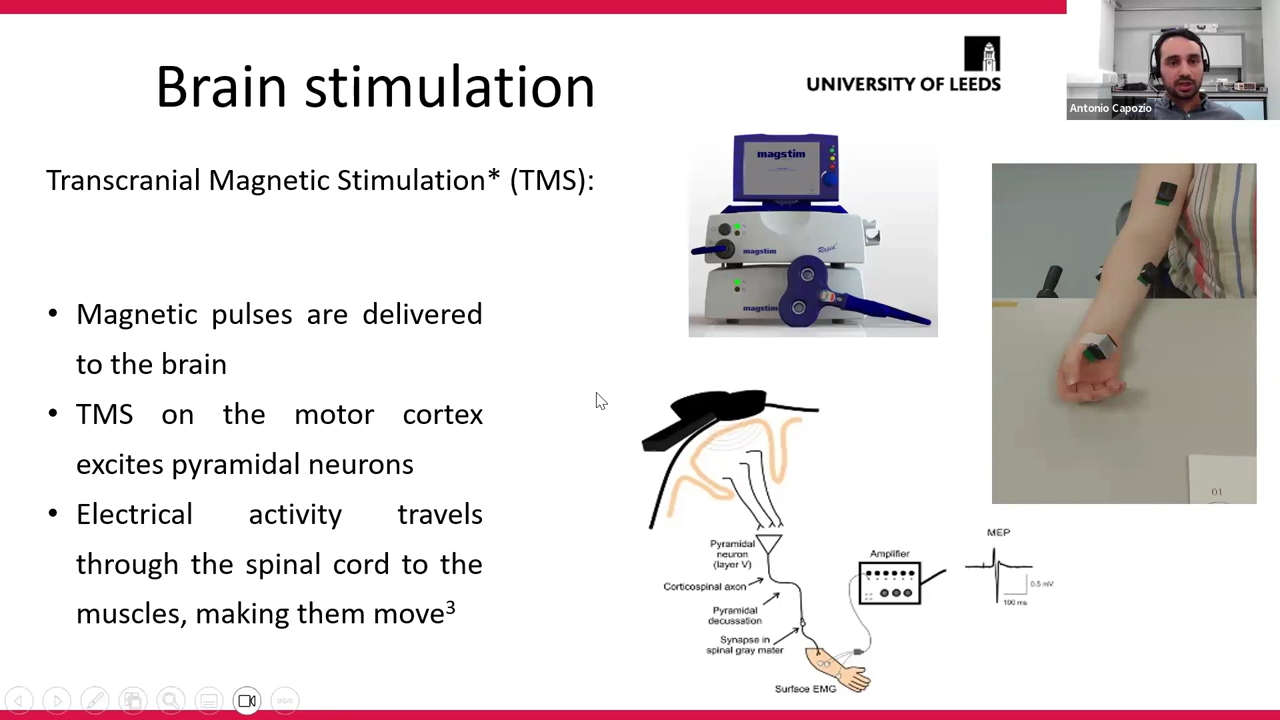 Brain stimulation
UNIVERSITY OF LEEDS
Antonio Capozio
Transcranial Magnetic Stimulation* (TMS):
• Magnetic pulses are delivered
to the brain
• TMS on the motor cortex
excites pyramidal neurons
• Electrical activity travels
through the spinal cord to the
muscles, making them move³
magstim
magstim
Rapid²
magstim
01
Pyramidal
neuron
(layer V)
Corticospinal axon
Pyramidal
decussation
Synapse in
spinal gray mater
Surface EMG
Amplifier
MEP
0.5 mV
100 ms